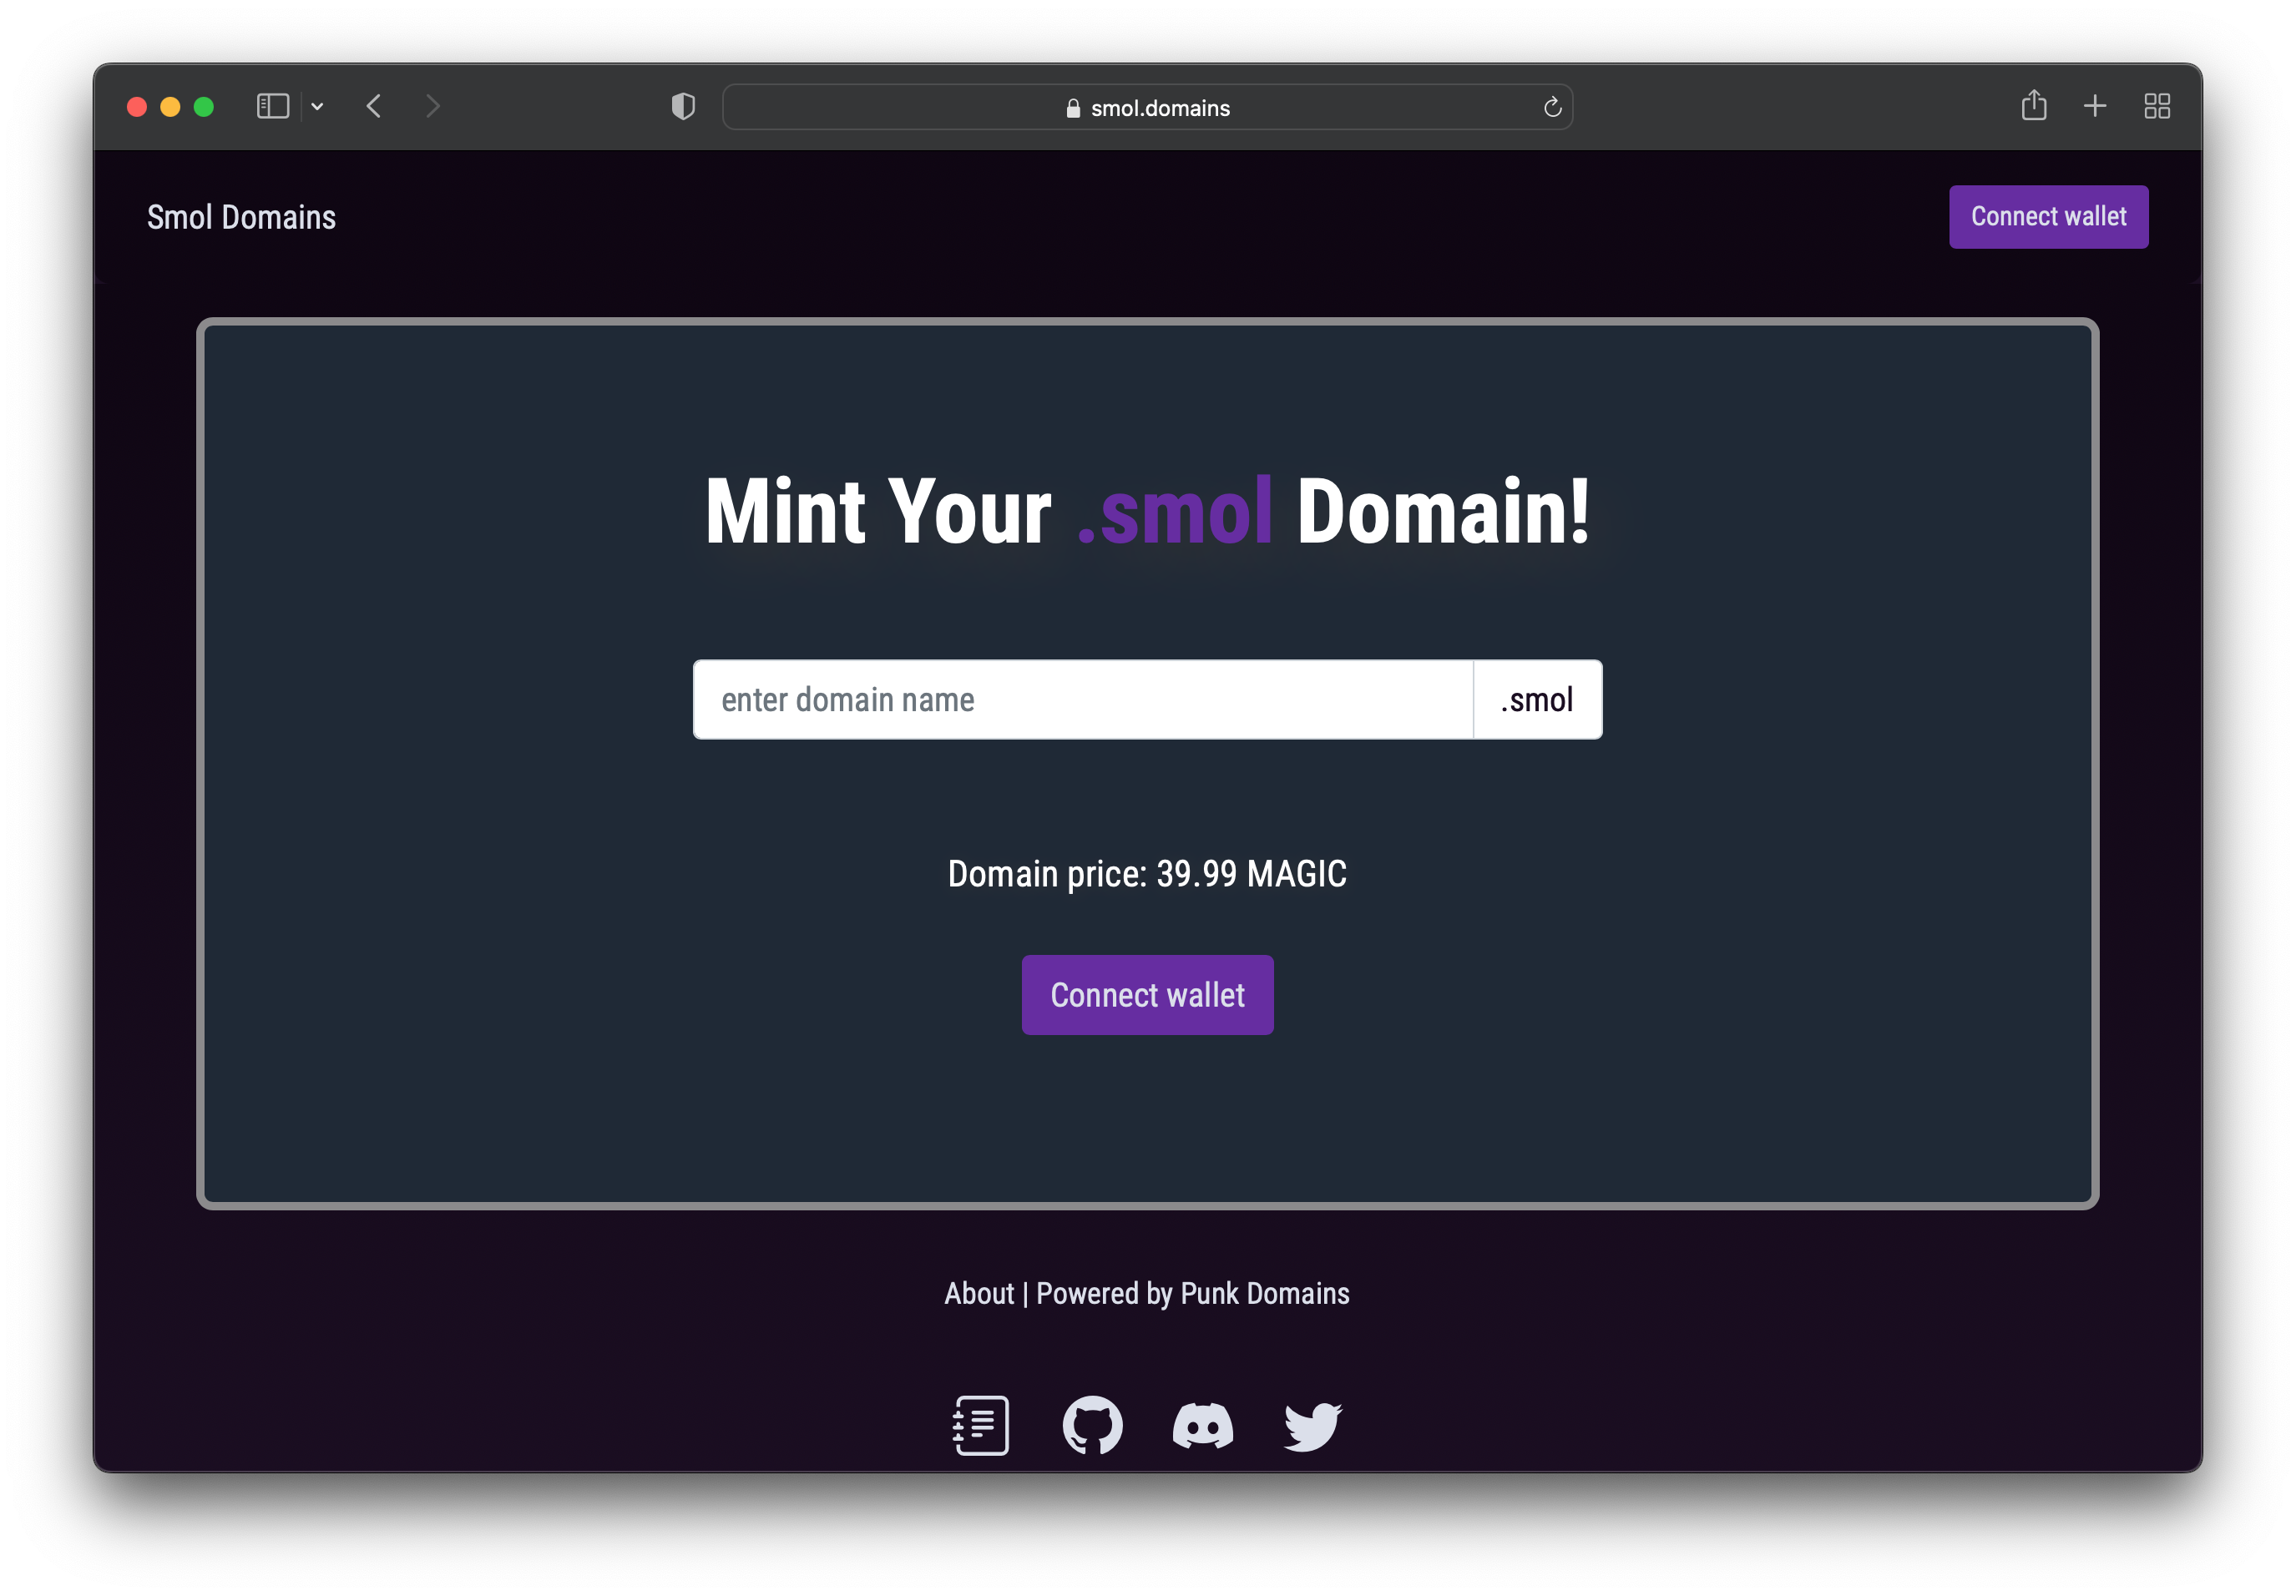 smol.domains
Smol Domains
Connect wallet
Mint Your .smol Domain!
enter domain name
.smol
Domain price: 39.99 MAGIC
Connect wallet
About | Powered by Punk Domains